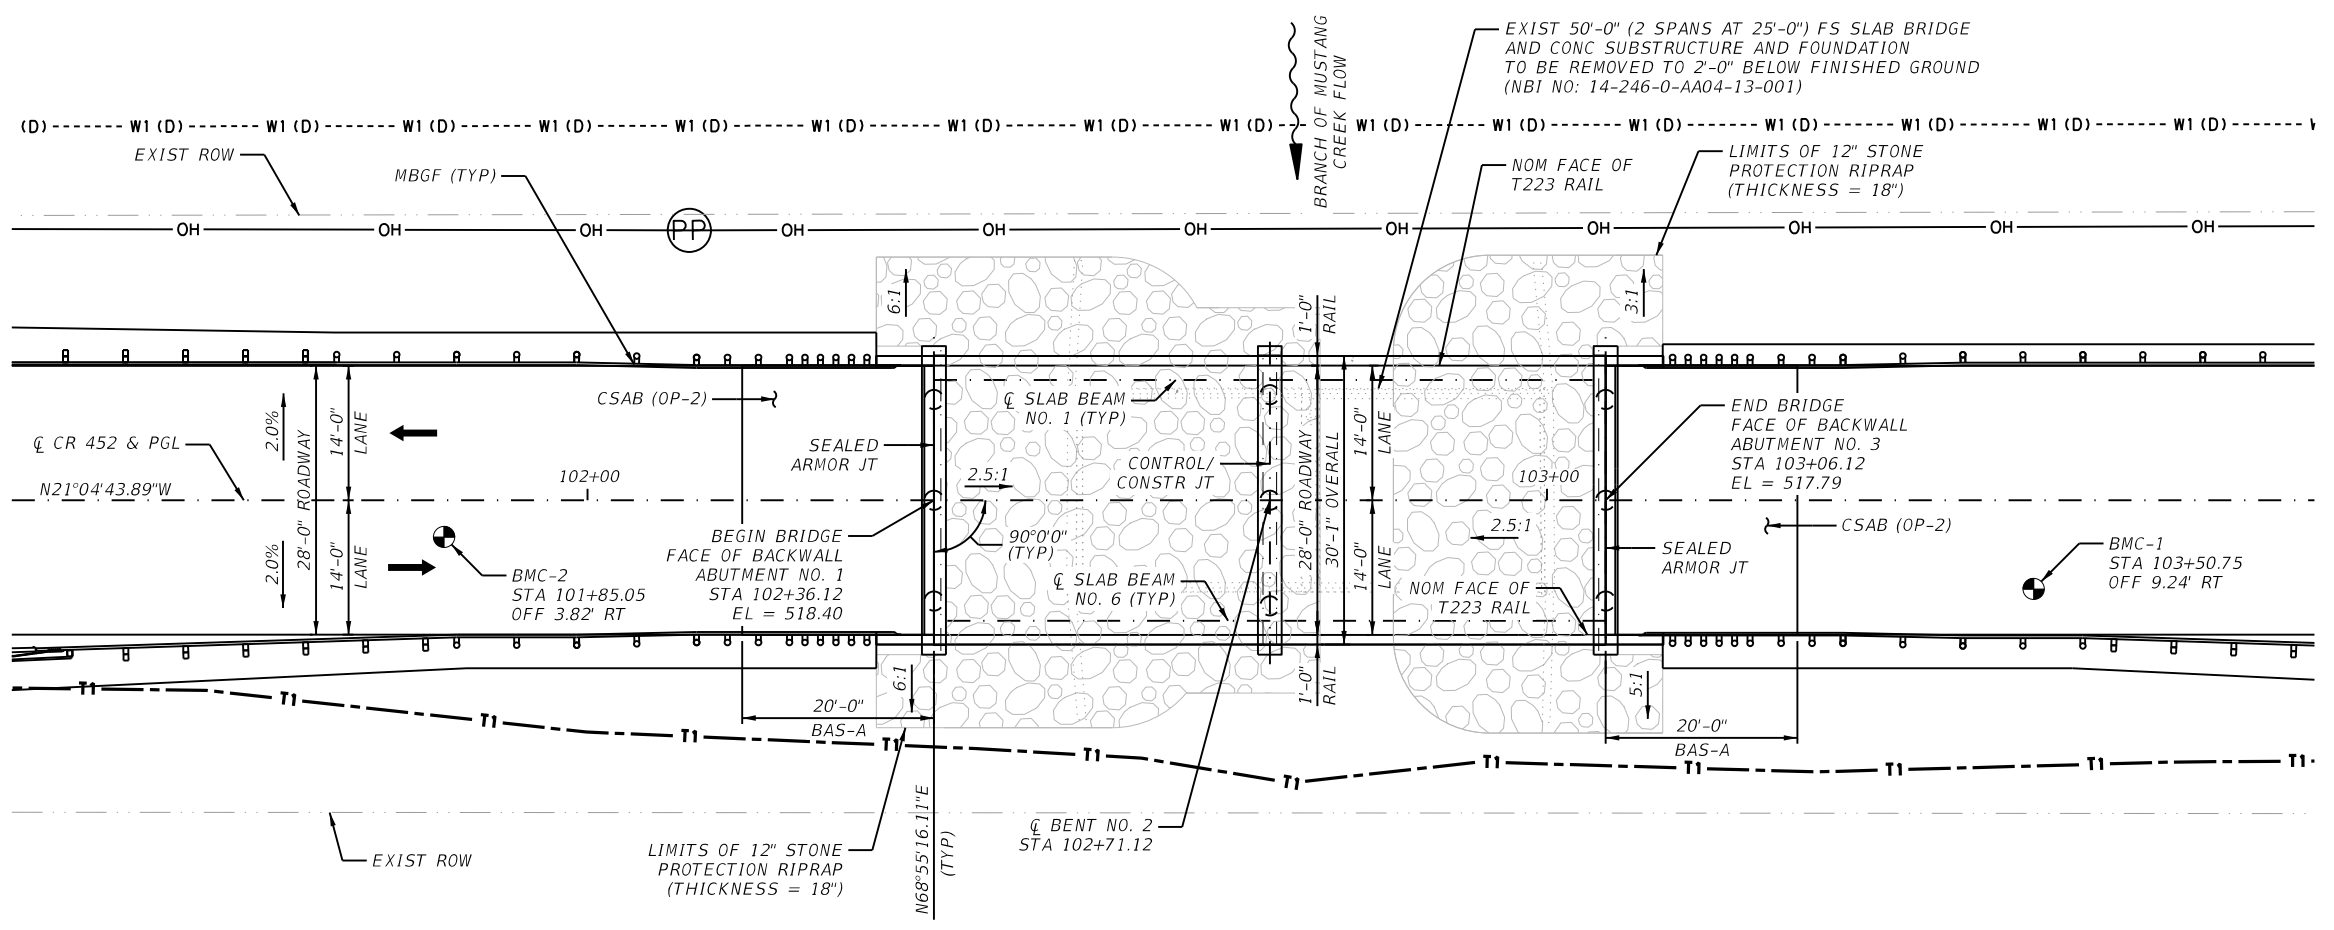 EXIST 50'-0" (2 SPANS AT 25'-0") FS SLAB BRIDGE
AND CONC SUBSTRUCTURE AND FOUNDATION
TO BE REMOVED TO 2'-0" BELOW FINISHED GROUND
(NBI NO: 14-246-0-AA04-13-001)
BRANCH OF MUSTANG
CREEK FLOW
(D) W1 (D) W1 (D) W1 (D) W1 (D) W1 (D) W1 (D) W1 (D) W1 (D) W1 (D) W1 (D) W1 (D) W1 (D) W1 (D) W1 (D) W1 (D) W1 (D)
EXIST ROW
MBGF (TYP)
NOM FACE OF
T223 RAIL
LIMITS OF 12" STONE
PROTECTION RIPRAP
(THICKNESS = 18")
OH OH OH PP OH OH OH OH OH OH OH OH
6:1
1'-0"
RAIL
3:1
CSAB (OP-2)
℄ SLAB BEAM
NO. 1 (TYP)
END BRIDGE
FACE OF BACKWALL
ABUTMENT NO. 3
STA 103+06.12
EL = 517.79
2.0%
14'-0"
LANE
28'-0" ROADWAY
℄ CR 452 & PGL
N21°04'43.89"W
102+00
SEALED
ARMOR JT
2.5:1
CONTROL/
CONSTR JT
28'-0" ROADWAY
30'-1" OVERALL
14'-0"
LANE
103+00
2.0%
14'-0"
LANE
BMC-2
STA 101+85.05
OFF 3.82' RT
BEGIN BRIDGE
FACE OF BACKWALL
ABUTMENT NO. 1
STA 102+36.12
EL = 518.40
90°0'0"
(TYP)
℄ SLAB BEAM
NO. 6 (TYP)
14'-0"
LANE
2.5:1
NOM FACE OF
T223 RAIL
SEALED
ARMOR JT
CSAB (OP-2)
BMC-1
STA 103+50.75
OFF 9.24' RT
6:1
1'-0"
RAIL
5:1
20'-0"
BAS-A
20'-0"
BAS-A
T1 T1 T1 T1 T1 T1 T1 T1 T1 T1 T1 T1
EXIST ROW
LIMITS OF 12" STONE
PROTECTION RIPRAP
(THICKNESS = 18")
N68°55'16.11"E
(TYP)
℄ BENT NO. 2
STA 102+71.12